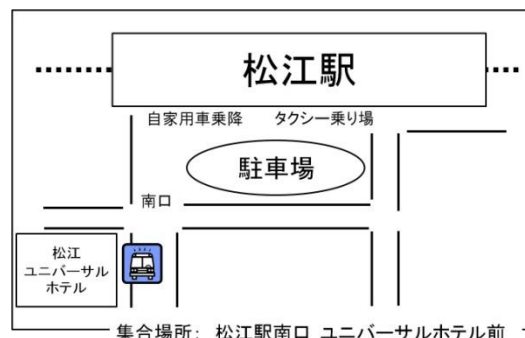 松江駅
自家用車乗降 タクシー乗り場
駐車場
南口
松江
ユニバーサル
ホテル
集合場所: 松江駅南口 ユニバーサルホテル前